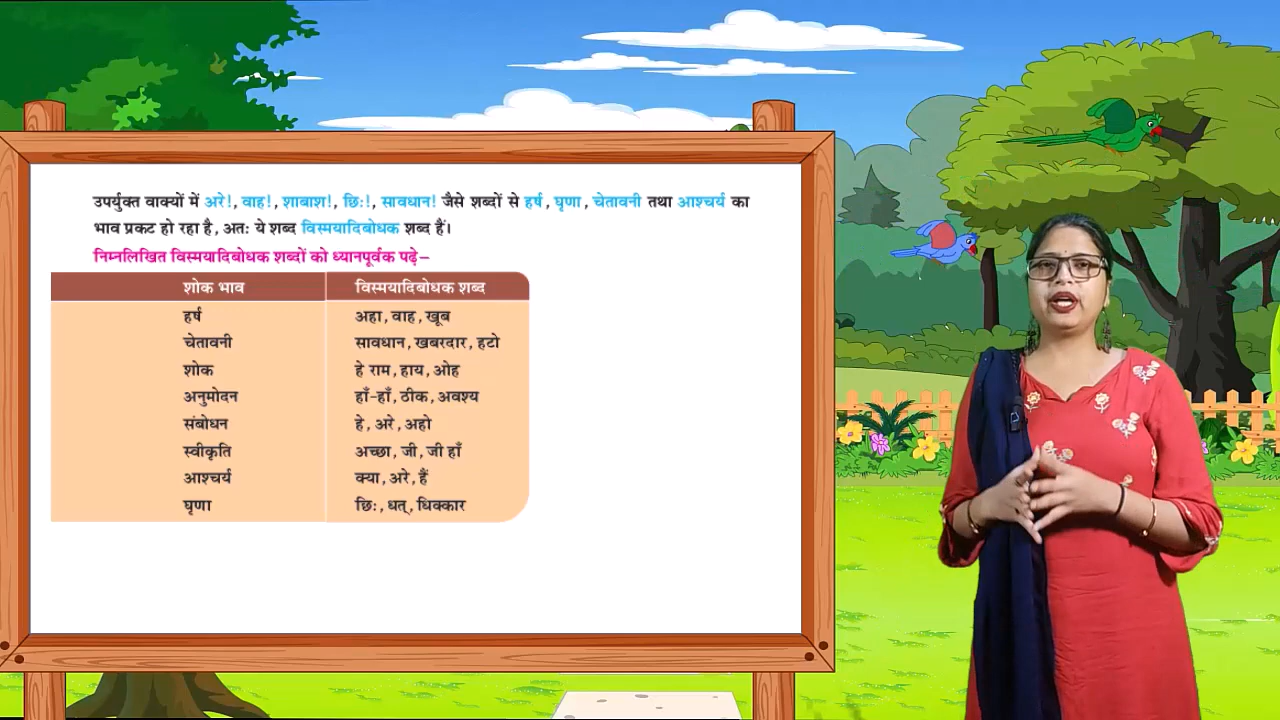 उपर्युक्त वाक्यों में अरे!, वाह!, शाबाश!, छिः!, सावधान! जैसे शब्दों से हर्ष, घृणा, चेतावनी तथा आश्चर्य का
भाव प्रकट हो रहा है, अतः ये शब्द विस्मयादिबोधक शब्द हैं।
निम्नलिखित विस्मयादिबोधक शब्दों को ध्यानपूर्वक पढ़े–
शोक भाव विस्मयादिबोधक शब्द
हर्ष अहा, वाह, खूब
चेतावनी सावधान, खबरदार, हटो
शोक हे राम, हाय, ओह
अनुमोदन हाँ-हाँ, ठीक, अवश्य
संबोधन हे, अरे, अहो
स्वीकृति अच्छा, जी, जी हाँ
आश्चर्य क्या, अरे, हैं
घृणा छिः, धत्, धिक्कार